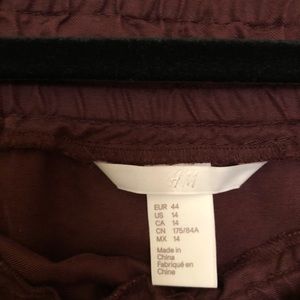 H&M
EUR 44
US 14
CA 14
CN 175/84A
MX 14
Made in
China
Fabriqué en
Chine